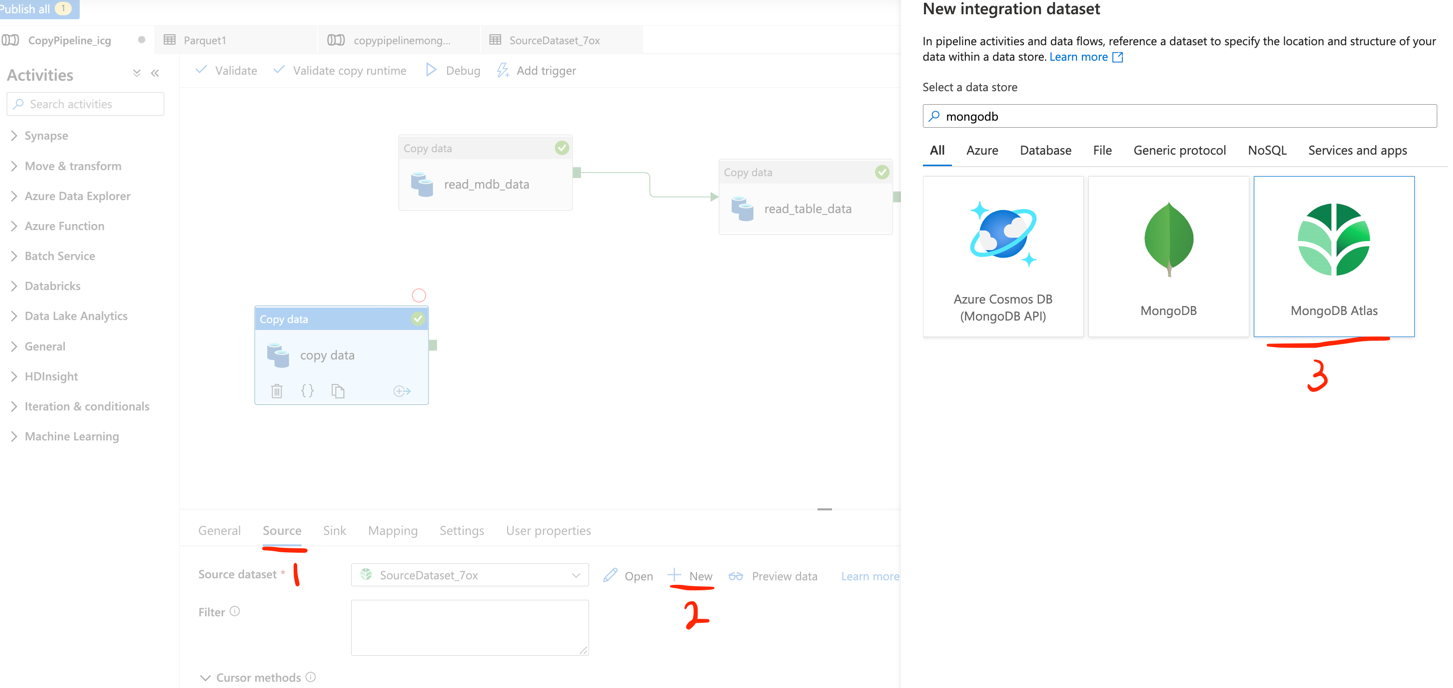 Publish all 1
CopyPipeline_icg
Parquet1
copypipelinemong...
SourceDataset_7ox
Activities
Search activities
Synapse
Move & transform
Azure Data Explorer
Azure Function
Batch Service
Databricks
Data Lake Analytics
General
HDInsight
Iteration & conditionals
Machine Learning
Validate
Validate copy runtime
Debug
Add trigger
Copy data
read_mdb_data
Copy data
read_table_data
Copy data
copy data
{}
General
Source
Sink
Mapping
Settings
User properties
1
Source dataset *
SourceDataset_7ox
Open
New
Preview data
Learn more
2
Filter
Cursor methods
New integration dataset
In pipeline activities and data flows, reference a dataset to specify the location and structure of your
data within a data store. Learn more
Select a data store
mongodb
All
Azure
Database
File
Generic protocol
NoSQL
Services and apps
Azure Cosmos DB
(MongoDB API)
MongoDB
MongoDB Atlas
3